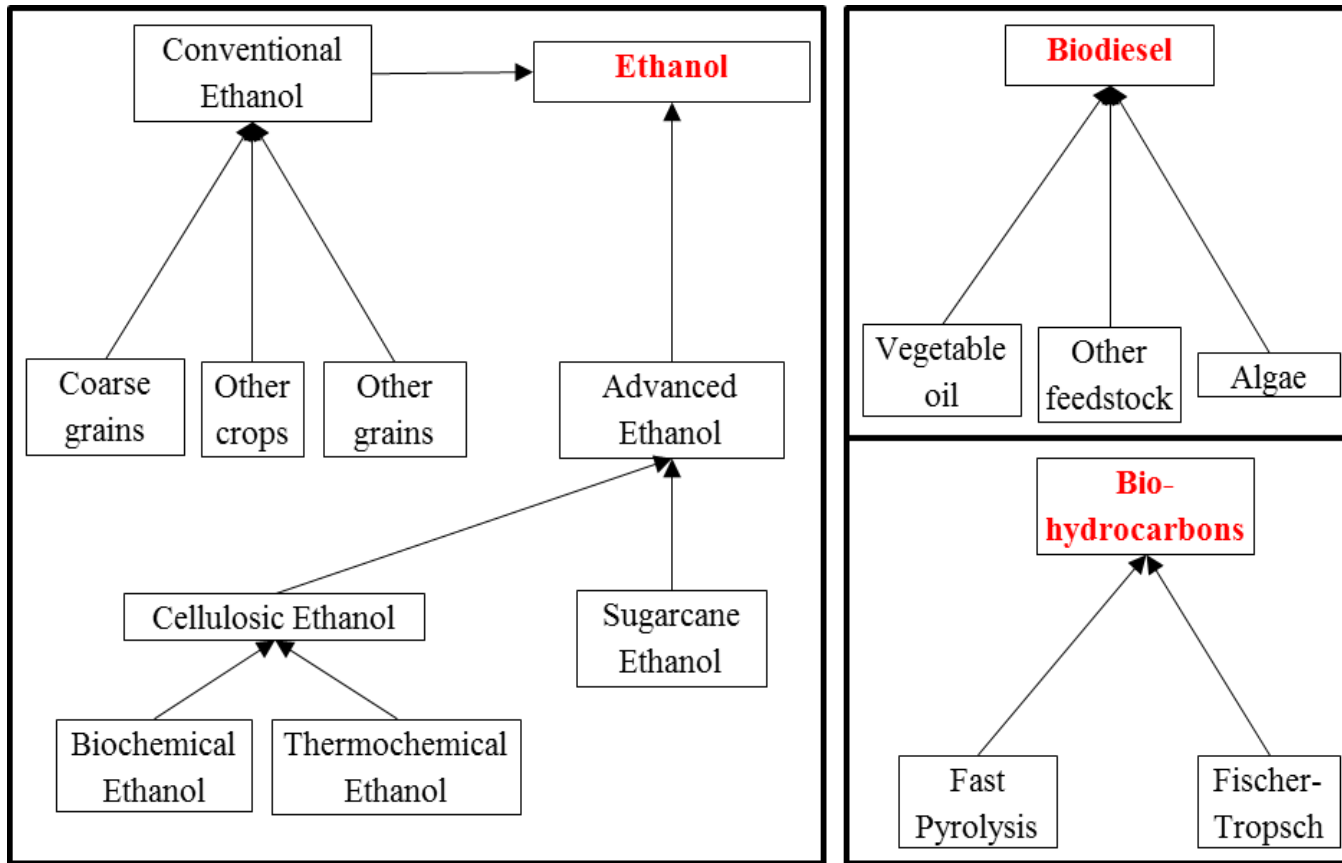 Conventional
Ethanol
Ethanol
Coarse
grains
Other
crops
Other
grains
Advanced
Ethanol
Cellulosic Ethanol
Sugarcane
Ethanol
Biochemical
Ethanol
Thermochemical
Ethanol
Biodiesel
Vegetable
oil
Other
feedstock
Algae
Bio-
hydrocarbons
Fast
Pyrolysis
Fischer-
Tropsch